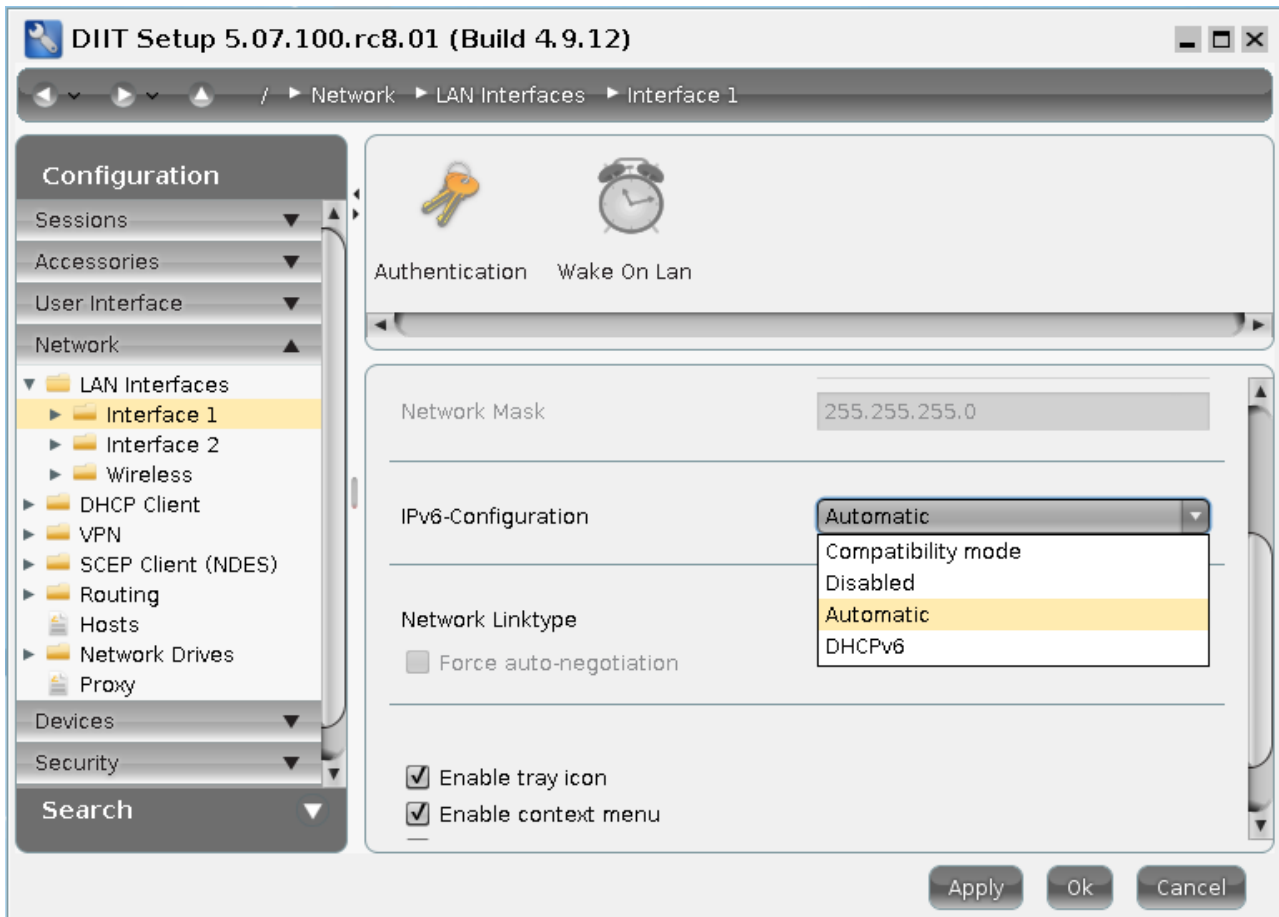 DIIT Setup 5.07.100.rc8.01 (Build 4.9.12)
/ Network LAN Interfaces Interface 1
Configuration
Sessions
Accessories
User Interface
Network
LAN Interfaces
Interface 1
Interface 2
Wireless
DHCP Client
VPN
SCEP Client (NDES)
Routing
Hosts
Network Drives
Proxy
Devices
Security
Search
Authentication Wake On Lan
Network Mask 255.255.255.0
IPv6-Configuration Automatic
Compatibility mode
Disabled
Automatic
DHCPv6
Network Linktype
Force auto-negotiation
Enable tray icon
Enable context menu
Apply Ok Cancel